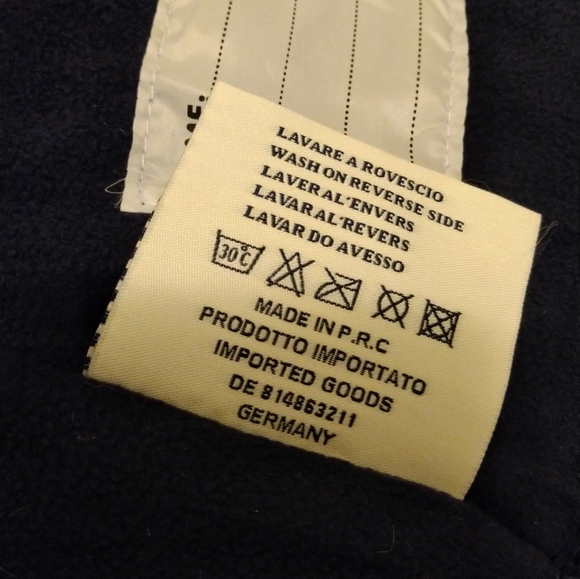 LAVARE A ROVESCIO
WASH ON REVERSE SIDE
LAVER AL'ENVERS
LAVAR AL'REVERS
LAVAR DO AVESSO
30°C
MADE IN P.R.C
PRODOTTO IMPORTATO
IMPORTED GOODS
DE 814863211
GERMANY